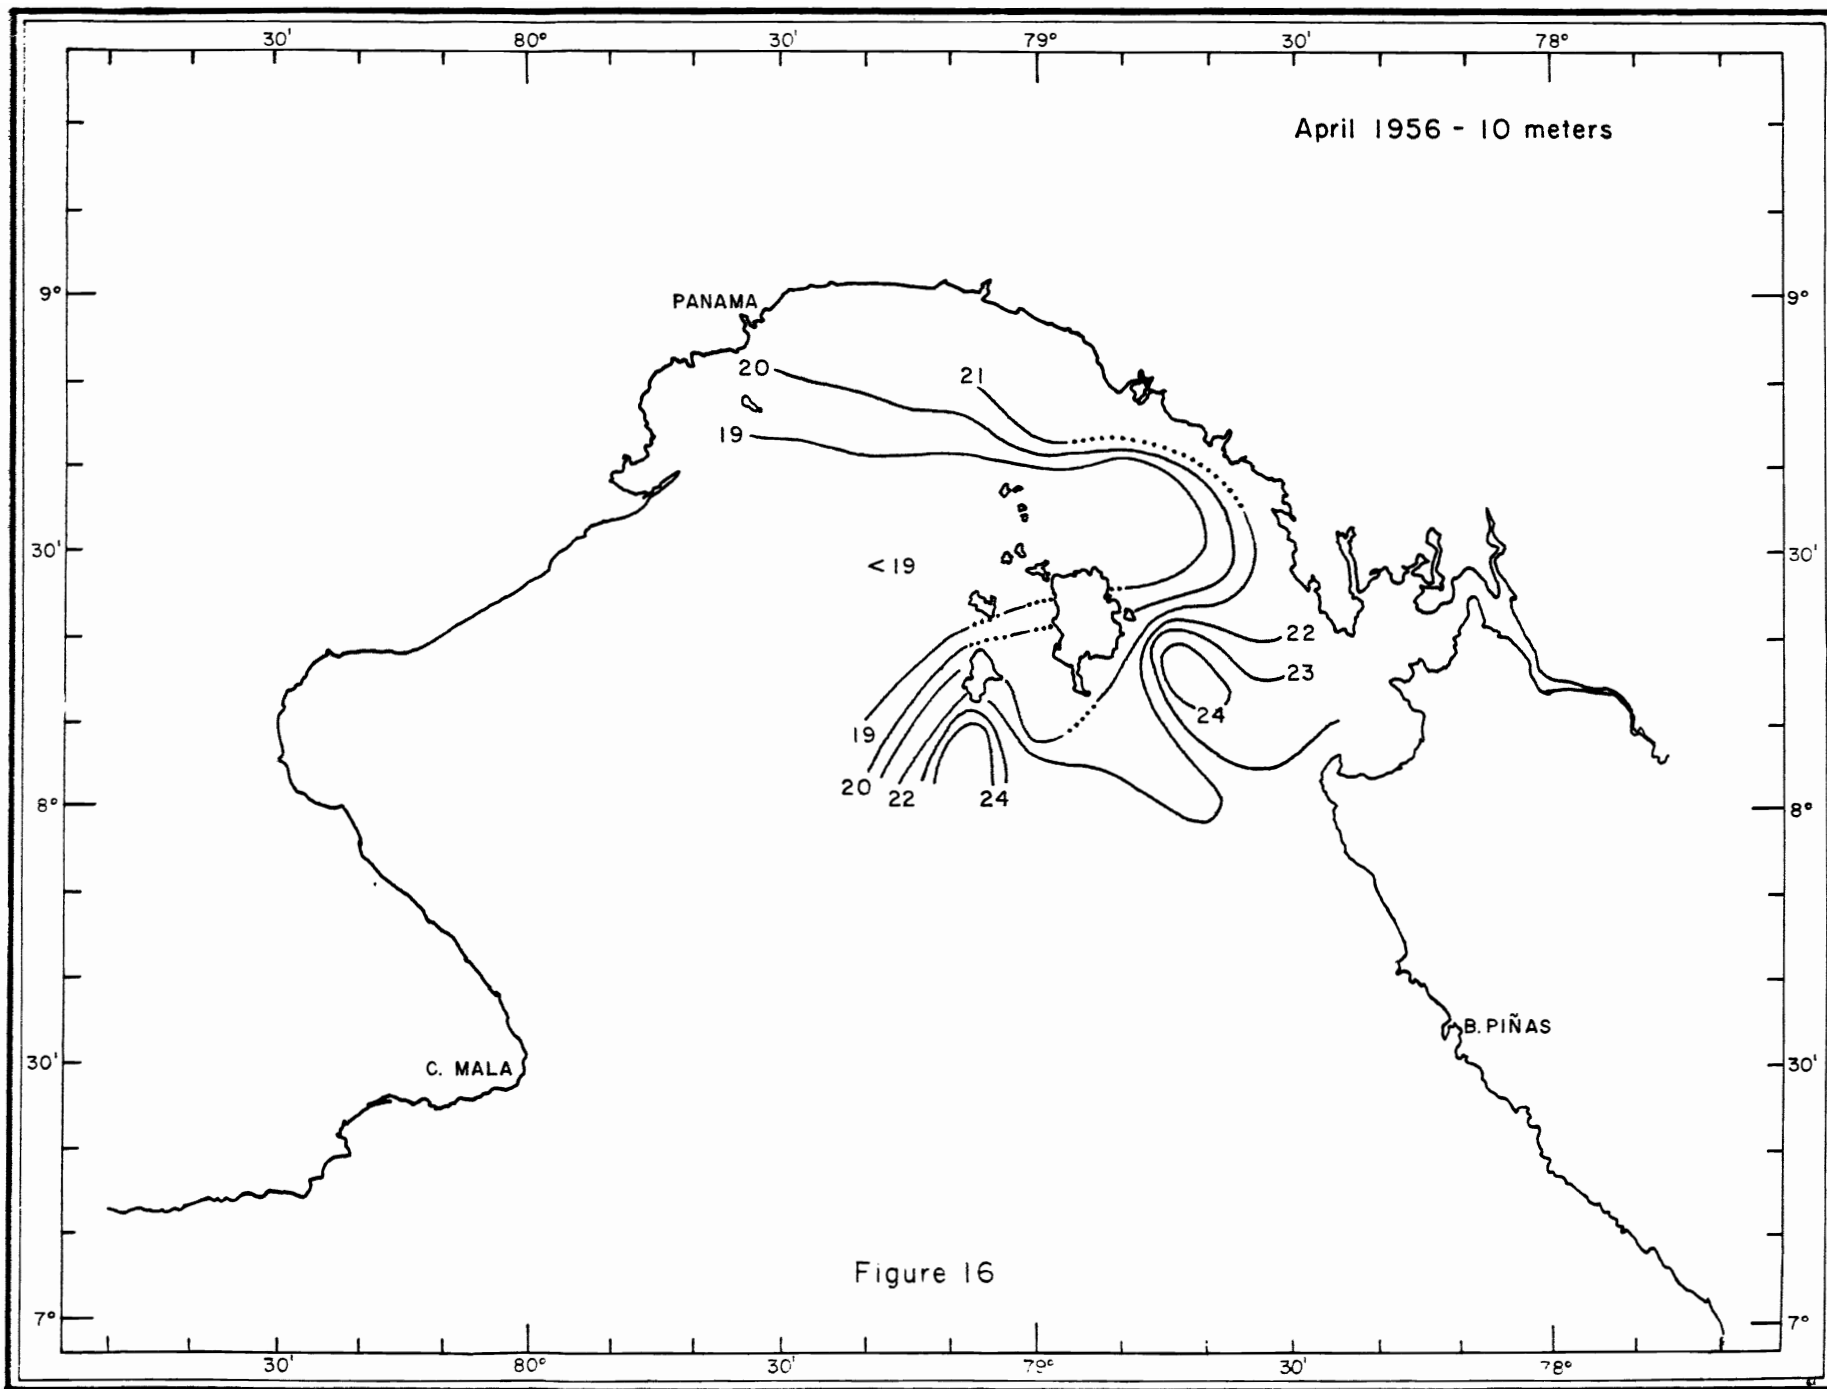 30' 80° 30' 79° 30' 78°
April 1956 - 10 meters
9° PANAMA 9°
20 21
19
30' <19 30'
22
23
24
19
20 22 24
8° 8°
B. PIÑAS
30' C. MALA 30'
Figure 16
7° 7°
30' 80° 30' 79° 30' 78°